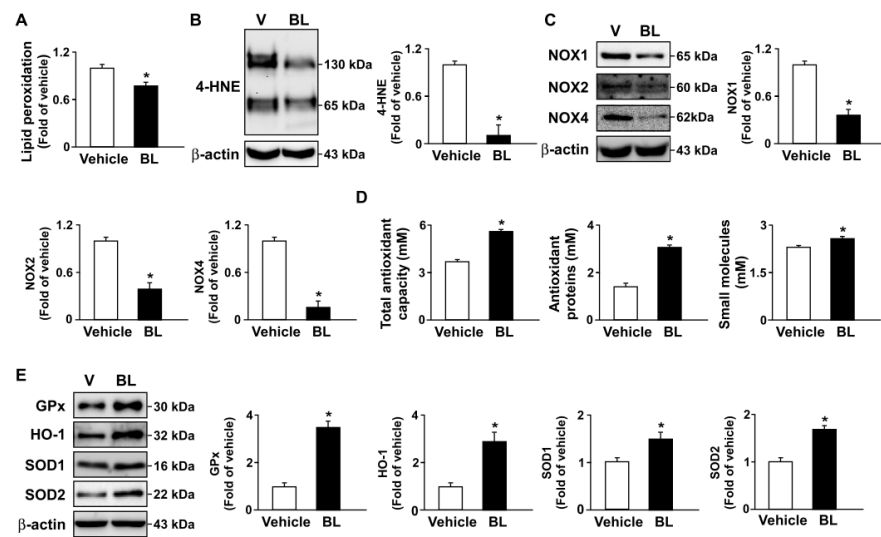 A
Lipid peroxidation
(Fold of vehicle)
1.2
0.6
0
*
Vehicle BL
B
V BL
4-HNE
130 kDa
65 kDa
β-actin
43 kDa
4-HNE
(Fold of vehicle)
1.2
0.6
0
*
Vehicle BL
C
V BL
NOX1
65 kDa
NOX2
60 kDa
NOX4
62kDa
β-actin
43 kDa
NOX1
(Fold of vehicle)
1.2
0.6
0
*
Vehicle BL
NOX2
(Fold of vehicle)
1.2
0.6
0
*
Vehicle BL
NOX4
(Fold of vehicle)
1.2
0.6
0
*
Vehicle BL
D
Total antioxidant
capacity (mM)
6
3
0
*
Vehicle BL
Antioxidant
proteins (mM)
4
2
0
*
Vehicle BL
Small molecules
(mM)
3
1.5
0
*
Vehicle BL
E
V BL
GPx
30 kDa
HO-1
32 kDa
SOD1
16 kDa
SOD2
22 kDa
β-actin
43 kDa
GPx
(Fold of vehicle)
4
2
0
*
Vehicle BL
HO-1
(Fold of vehicle)
4
2
0
*
Vehicle BL
SOD1
(Fold of vehicle)
2
1
0
*
Vehicle BL
SOD2
(Fold of vehicle)
2
1
0
*
Vehicle BL